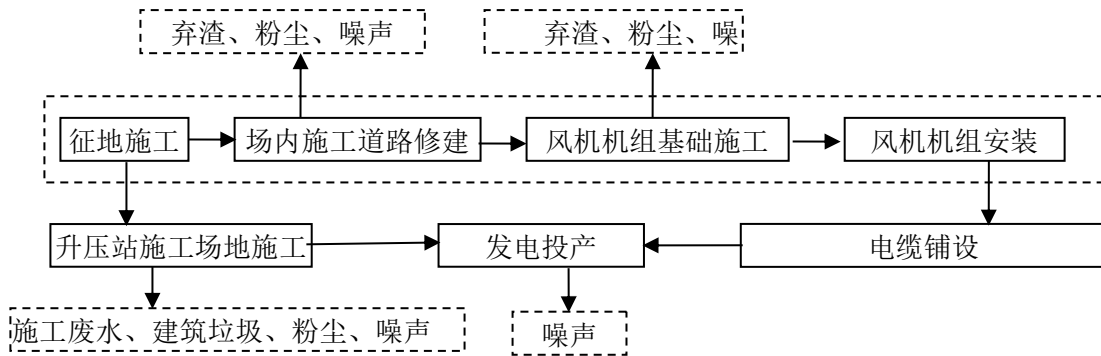 弃渣、粉尘、噪声
弃渣、粉尘、噪
征地施工
场内施工道路修建
风机机组基础施工
风机机组安装
升压站施工场地施工
发电投产
电缆铺设
施工废水、建筑垃圾、粉尘、噪声
噪声